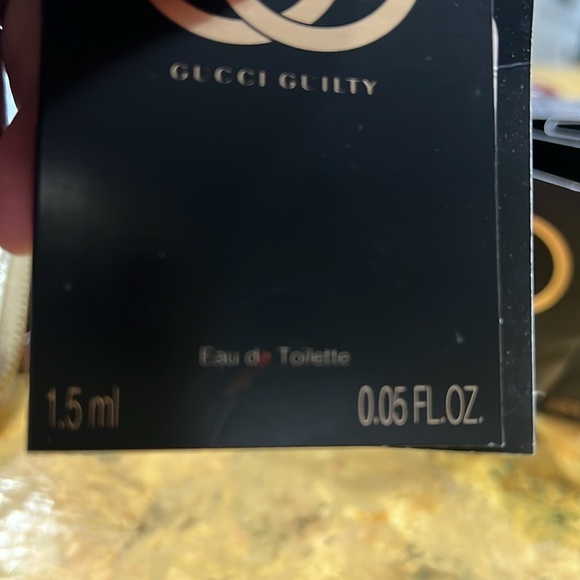 GUCCI GUILTY
Eau de Toilette
1.5 ml
0.05 FL.OZ.